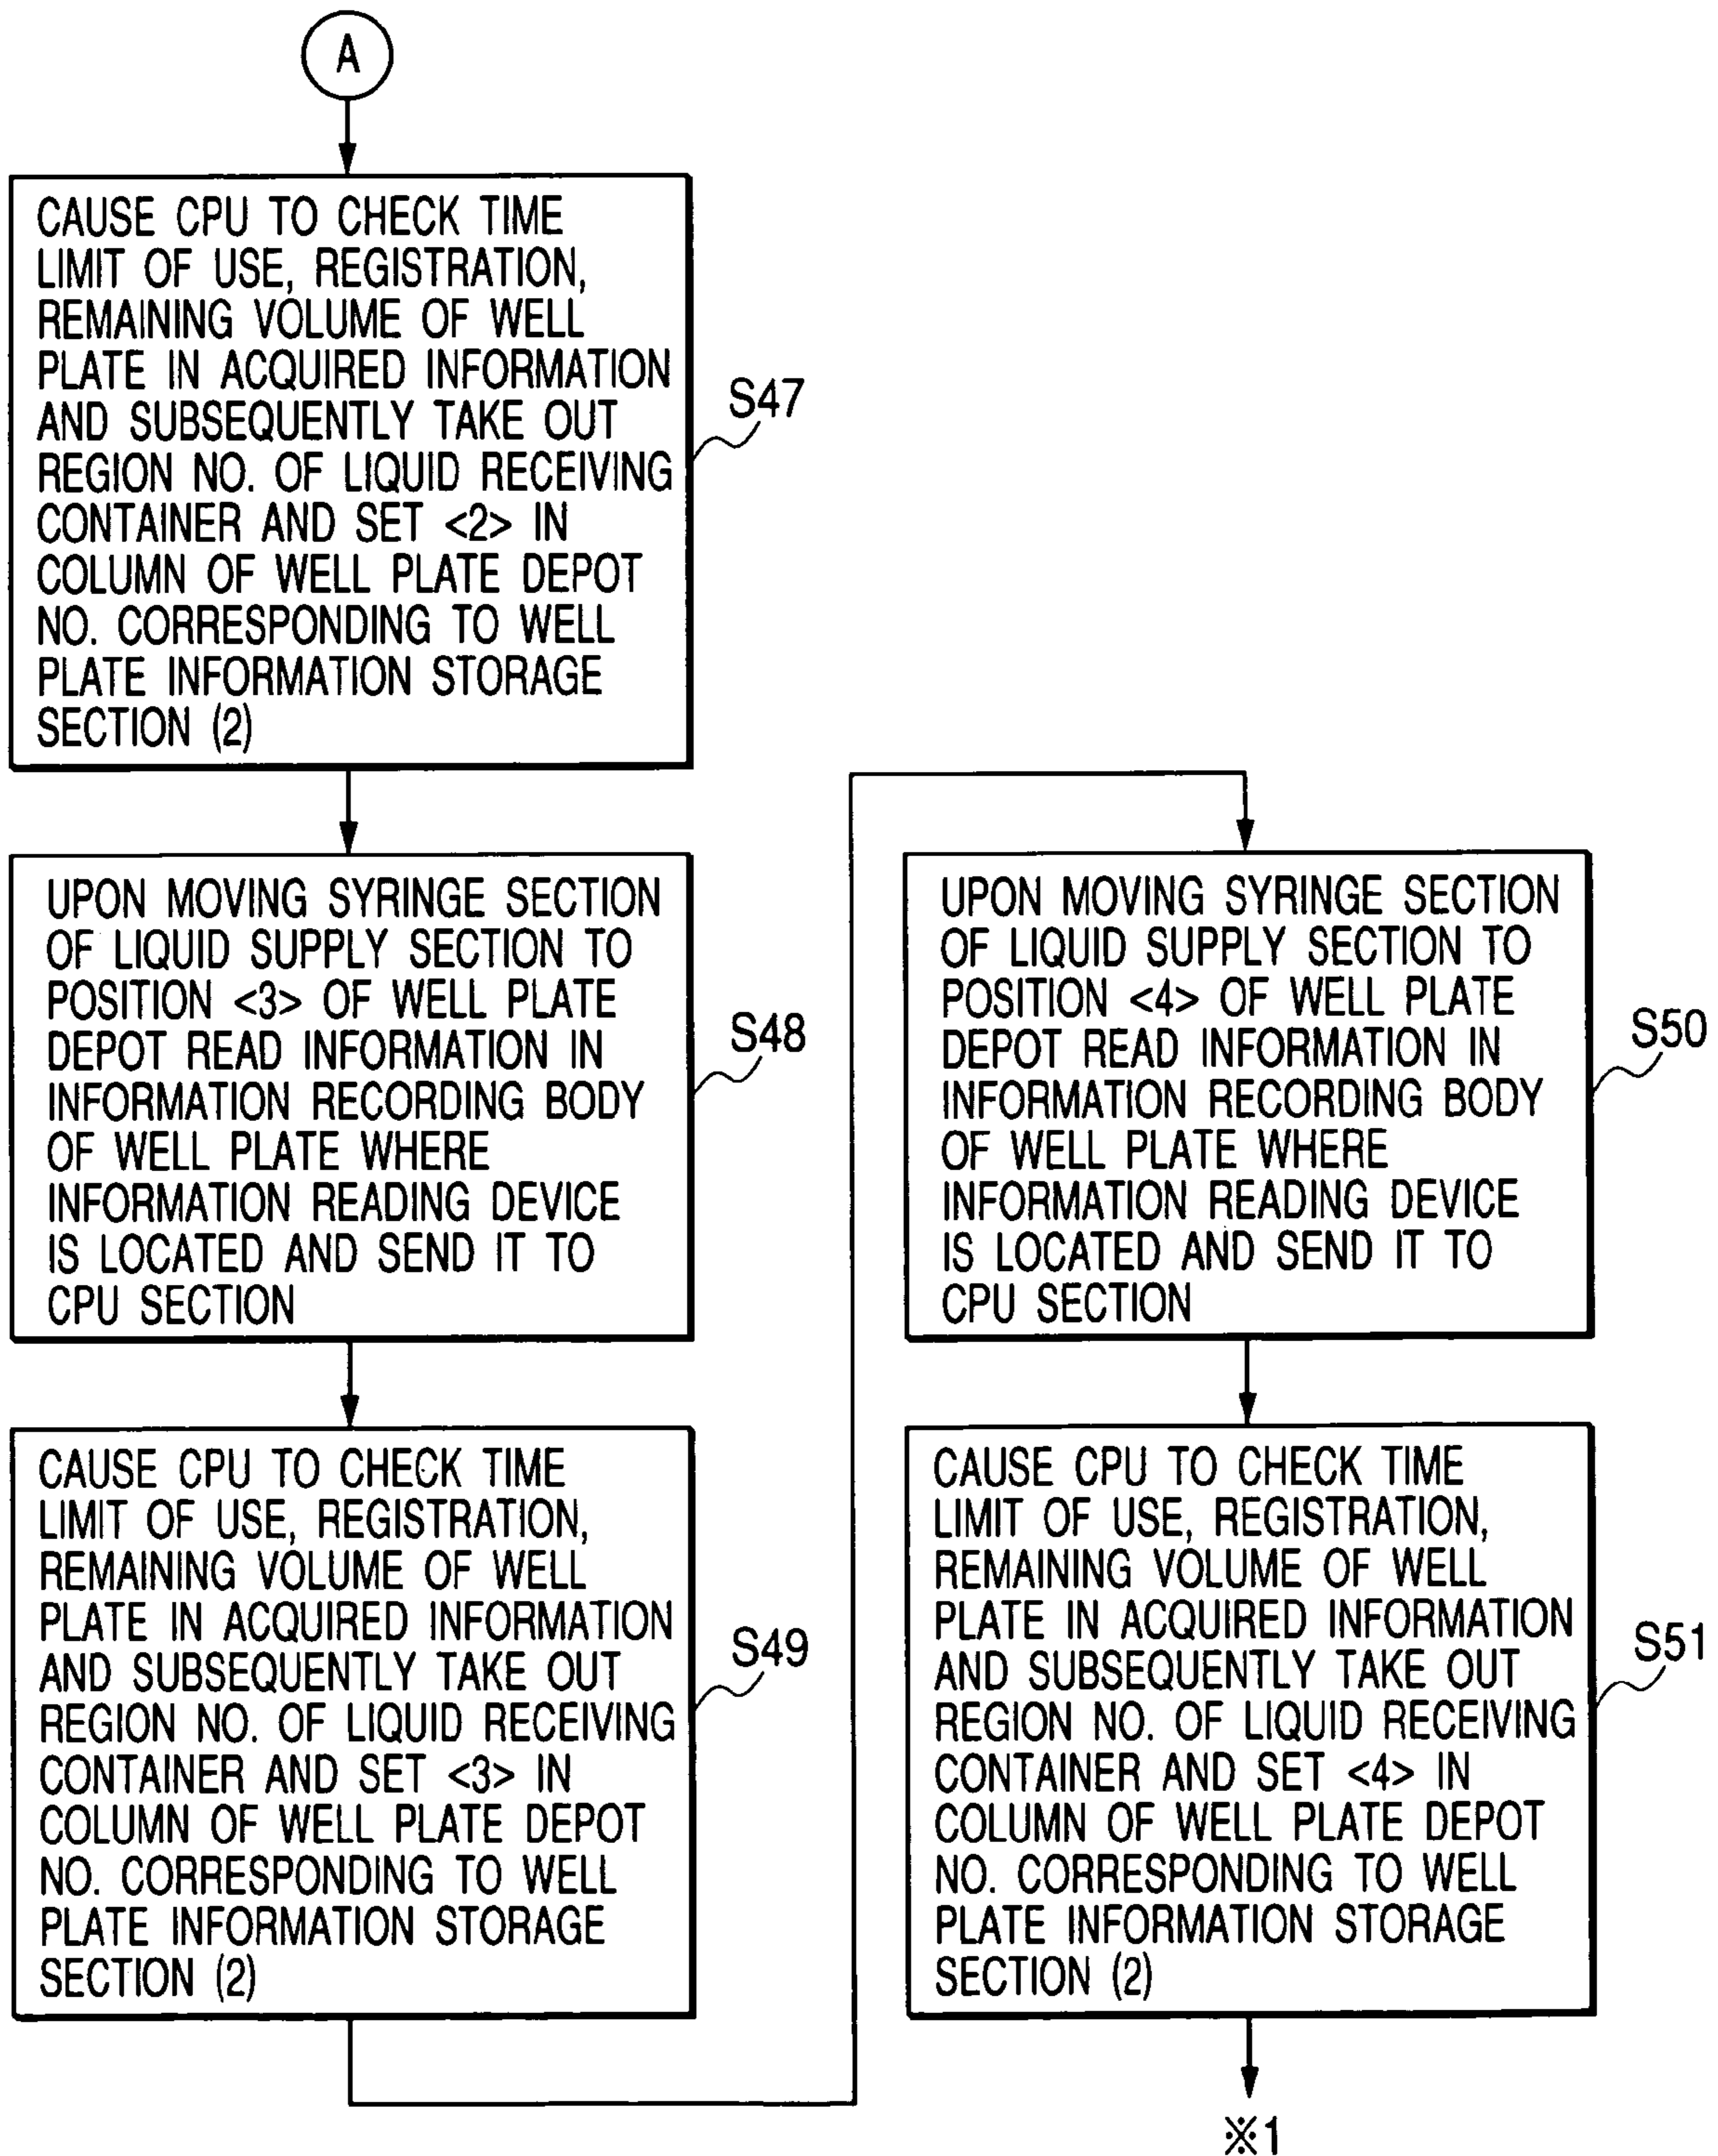 A
CAUSE CPU TO CHECK TIME
LIMIT OF USE, REGISTRATION,
REMAINING VOLUME OF WELL
PLATE IN ACQUIRED INFORMATION
AND SUBSEQUENTLY TAKE OUT
REGION NO. OF LIQUID RECEIVING
CONTAINER AND SET <2> IN
COLUMN OF WELL PLATE DEPOT
NO. CORRESPONDING TO WELL
PLATE INFORMATION STORAGE
SECTION (2)
S47
UPON MOVING SYRINGE SECTION
OF LIQUID SUPPLY SECTION TO
POSITION <3> OF WELL PLATE
DEPOT READ INFORMATION IN
INFORMATION RECORDING BODY
OF WELL PLATE WHERE
INFORMATION READING DEVICE
IS LOCATED AND SEND IT TO
CPU SECTION
S48
CAUSE CPU TO CHECK TIME
LIMIT OF USE, REGISTRATION,
REMAINING VOLUME OF WELL
PLATE IN ACQUIRED INFORMATION
AND SUBSEQUENTLY TAKE OUT
REGION NO. OF LIQUID RECEIVING
CONTAINER AND SET <3> IN
COLUMN OF WELL PLATE DEPOT
NO. CORRESPONDING TO WELL
PLATE INFORMATION STORAGE
SECTION (2)
S49
UPON MOVING SYRINGE SECTION
OF LIQUID SUPPLY SECTION TO
POSITION <4> OF WELL PLATE
DEPOT READ INFORMATION IN
INFORMATION RECORDING BODY
OF WELL PLATE WHERE
INFORMATION READING DEVICE
IS LOCATED AND SEND IT TO
CPU SECTION
S50
CAUSE CPU TO CHECK TIME
LIMIT OF USE, REGISTRATION,
REMAINING VOLUME OF WELL
PLATE IN ACQUIRED INFORMATION
AND SUBSEQUENTLY TAKE OUT
REGION NO. OF LIQUID RECEIVING
CONTAINER AND SET <4> IN
COLUMN OF WELL PLATE DEPOT
NO. CORRESPONDING TO WELL
PLATE INFORMATION STORAGE
SECTION (2)
S51
※1